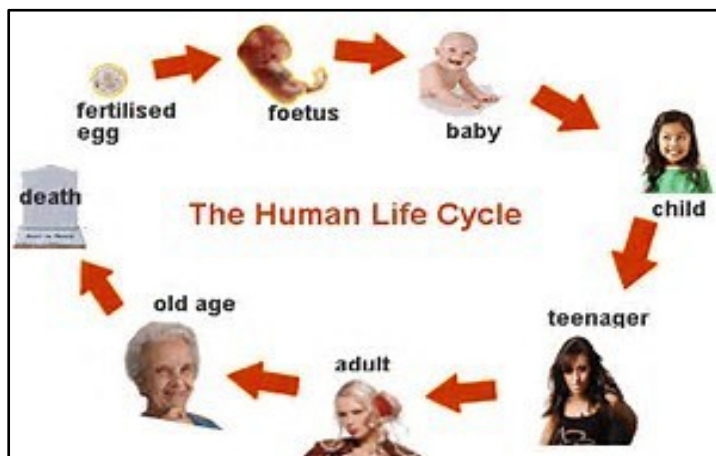 fertilised
egg
foetus
baby
child
teenager
adult
old age
death
The Human Life Cycle